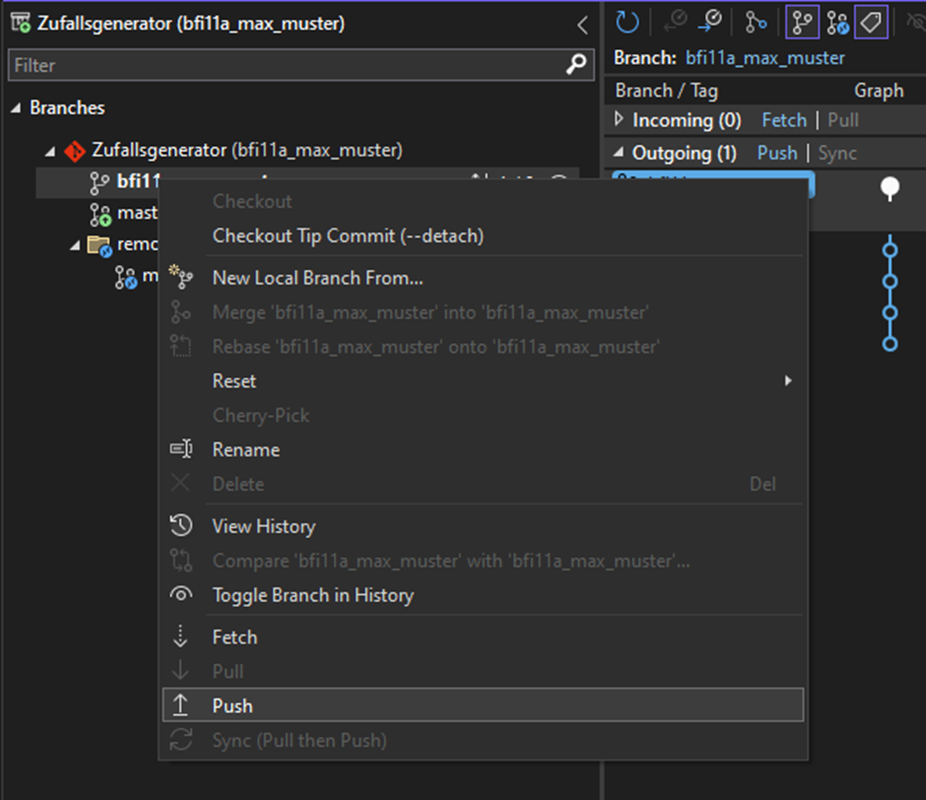 Zufallsgenerator (bfi11a_max_muster)
Filter
Branches
Zufallsgenerator (bfi11a_max_muster)
bfi11
mast
remo
m
Branch: bfi11a_max_muster
Branch / Tag Graph
Incoming (0) Fetch | Pull
Outgoing (1) Push | Sync
Checkout
Checkout Tip Commit (--detach)
New Local Branch From...
Merge 'bfi11a_max_muster' into 'bfi11a_max_muster'
Rebase 'bfi11a_max_muster' onto 'bfi11a_max_muster'
Reset
Cherry-Pick
Rename
Delete Del
View History
Compare 'bfi11a_max_muster' with 'bfi11a_max_muster'...
Toggle Branch in History
Fetch
Pull
Push
Sync (Pull then Push)